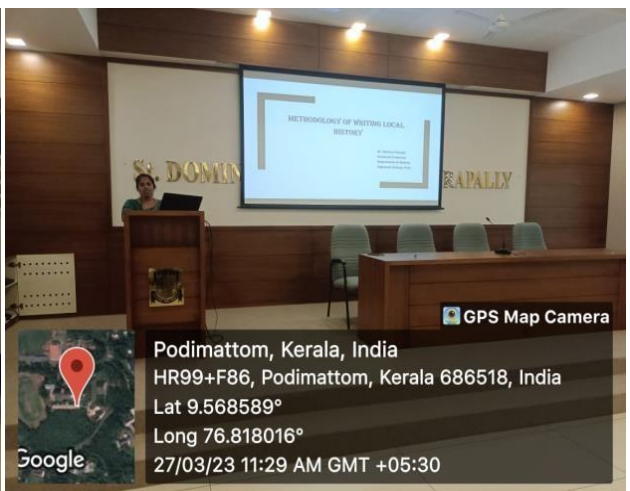 METHODOLOGY OF WRITING LOCAL
HISTORY
St. DOMIN
RAPALLY
GPS Map Camera
Podimattom, Kerala, India
HR99+F86, Podimattom, Kerala 686518, India
Lat 9.568589°
Long 76.818016°
27/03/23 11:29 AM GMT +05:30
Google